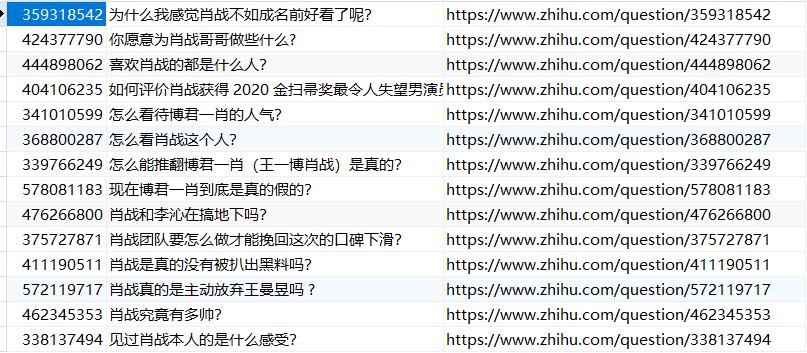 359318542 为什么我感觉肖战不如成名前好看了呢? https://www.zhihu.com/question/359318542
424377790 你愿意为肖战哥哥做些什么? https://www.zhihu.com/question/424377790
444898062 喜欢肖战的都是什么人? https://www.zhihu.com/question/444898062
404106235 如何评价肖战获得 2020 金扫帚奖最令人失望男演员 https://www.zhihu.com/question/404106235
341010599 怎么看待博君一肖的人气? https://www.zhihu.com/question/341010599
368800287 怎么看肖战这个人? https://www.zhihu.com/question/368800287
339766249 怎么能推翻博君一肖（王一博肖战）是真的? https://www.zhihu.com/question/339766249
578081183 现在博君一肖到底是真的假的? https://www.zhihu.com/question/578081183
476266800 肖战和李沁在搞地下吗? https://www.zhihu.com/question/476266800
375727871 肖战团队要怎么做才能挽回这次的口碑下滑? https://www.zhihu.com/question/375727871
411190511 肖战是真的没有被扒出黑料吗? https://www.zhihu.com/question/411190511
572119717 肖战真的是主动放弃王曼昱吗 ? https://www.zhihu.com/question/572119717
462345353 肖战究竟有多帅? https://www.zhihu.com/question/462345353
338137494 见过肖战本人的是什么感受? https://www.zhihu.com/question/338137494